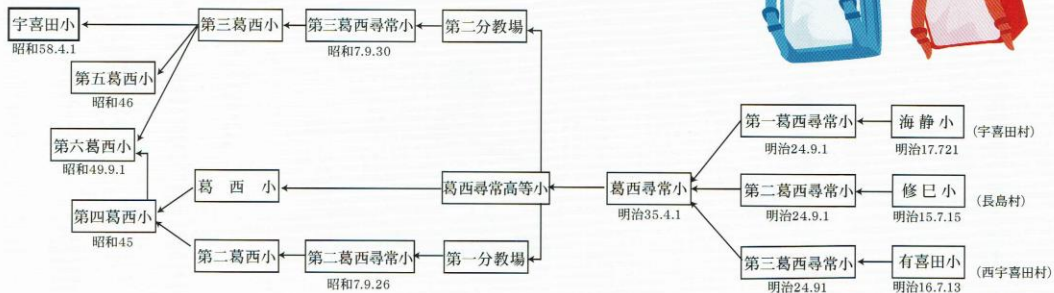 宇喜田小
昭和58.4.1
第三葛西小
第三葛西尋常小
昭和7.9.30
第二分教場
第五葛西小
昭和46
第六葛西小
昭和49.9.1
第四葛西小
昭和45
葛西小
第二葛西小
第二葛西尋常小
昭和7.9.26
第一分教場
葛西尋常高等小
葛西尋常小
明治35.4.1
第一葛西尋常小
明治24.9.1
海静小
明治17.721
(宇喜田村)
第二葛西尋常小
明治24.9.1
修巳小
明治15.7.15
(長島村)
第三葛西尋常小
明治24.91
有喜田小
明治16.7.13
(西宇喜田村)